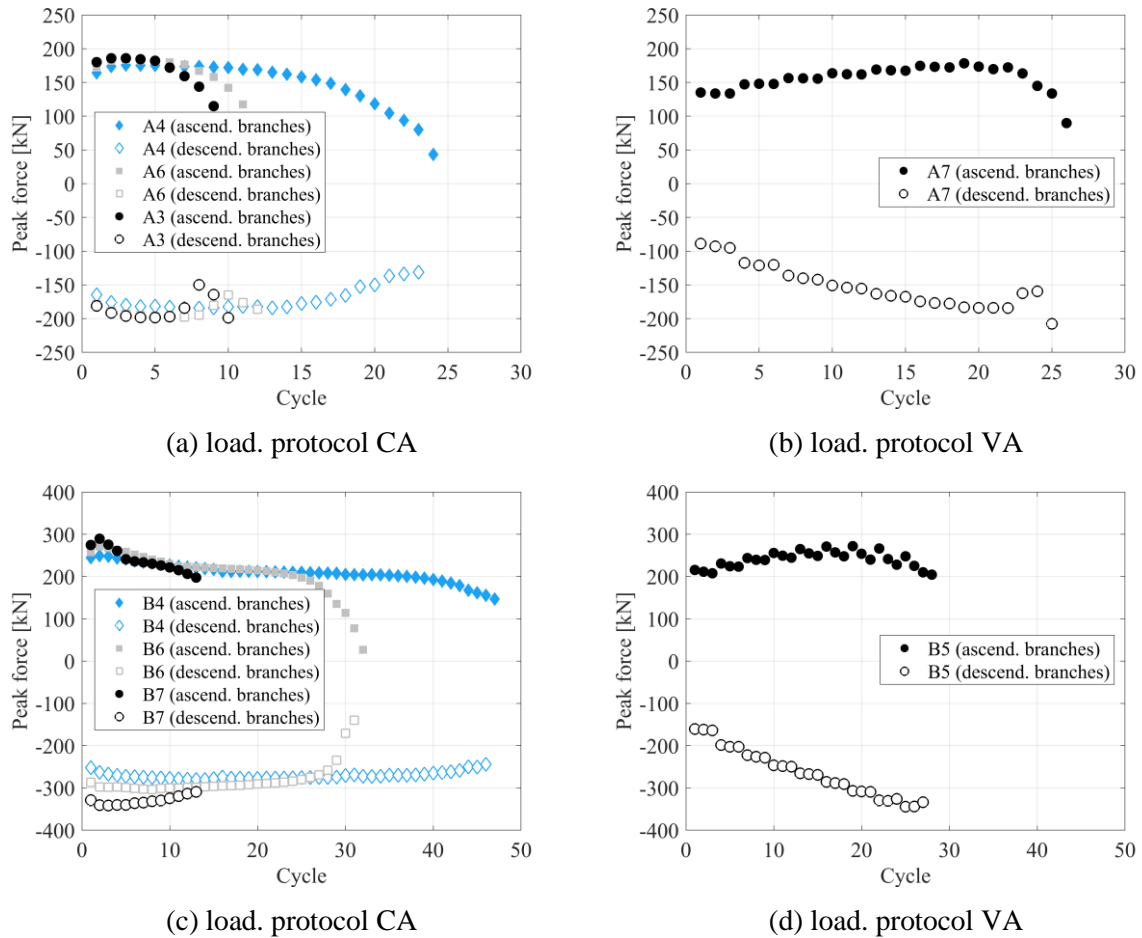 250
200
150
100
50
0
-50
-100
-150
-200
-250
Peak force [kN]
A4 (ascend. branches)
A4 (descend. branches)
A6 (ascend. branches)
A6 (descend. branches)
A3 (ascend. branches)
A3 (descend. branches)
0 5 10 15 20 25 30
Cycle
(a) load. protocol CA
250
200
150
100
50
0
-50
-100
-150
-200
-250
Peak force [kN]
A7 (ascend. branches)
A7 (descend. branches)
0 5 10 15 20 25 30
Cycle
(b) load. protocol VA
400
300
200
100
0
-100
-200
-300
-400
Peak force [kN]
B4 (ascend. branches)
B4 (descend. branches)
B6 (ascend. branches)
B6 (descend. branches)
B7 (ascend. branches)
B7 (descend. branches)
0 10 20 30 40 50
Cycle
(c) load. protocol CA
400
300
200
100
0
-100
-200
-300
-400
Peak force [kN]
B5 (ascend. branches)
B5 (descend. branches)
0 10 20 30 40 50
Cycle
(d) load. protocol VA